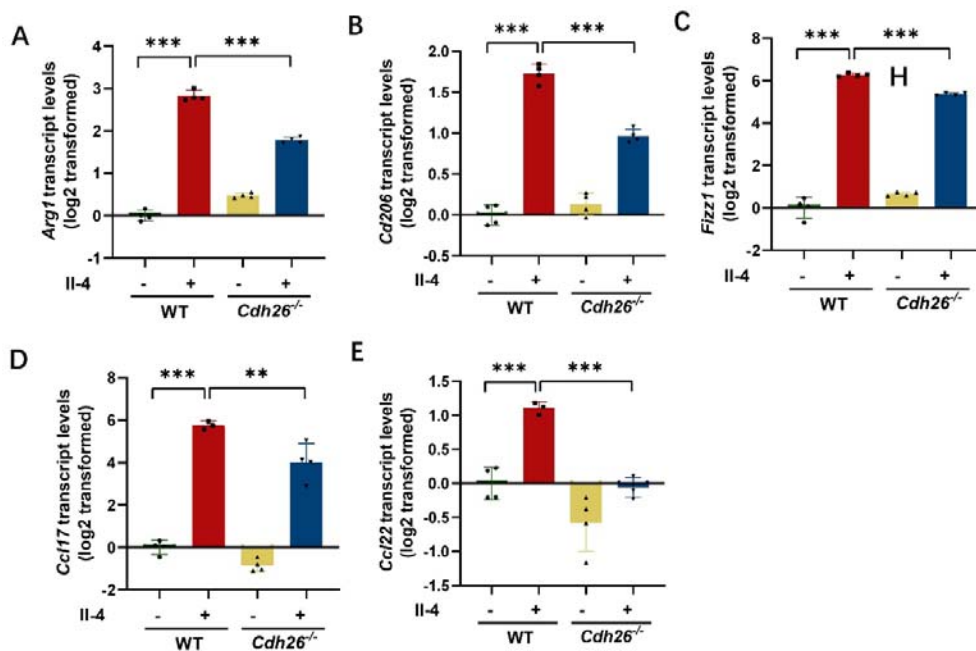 A
Arg1 transcript levels
(log2 transformed)
4
3
2
1
0
-1
***
***
Il-4
- + - +
WT Cdh26-/-
B
Cd206 transcript levels
(log2 transformed)
2.0
1.5
1.0
0.5
0.0
-0.5
***
***
Il-4
- + - +
WT Cdh26-/-
C
Fizz1 transcript levels
(log2 transformed)
6
2
-2
***
***
H
Il-4
- + - +
WT Cdh26-/-
D
Ccl17 transcript levels
(log2 transformed)
6
4
2
0
-2
***
**
Il-4
- + - +
WT Cdh26-/-
E
Ccl22 transcript levels
(log2 transformed)
1.5
1.0
0.5
0.0
-0.5
-1.0
-1.5
***
***
Il-4
- + - +
WT Cdh26-/-